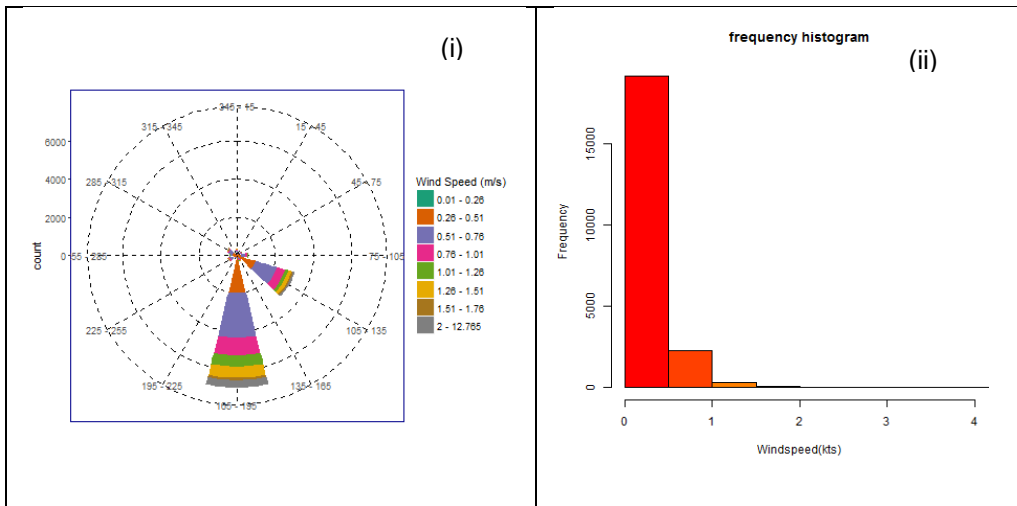 (i)
345 - 15
315 - 345
15 - 45
6000
285 - 315
45 - 75
4000
2000
0
55 - 285
75 - 105
count
225 - 255
105 - 135
195 - 225
135 - 165
165 - 195
Wind Speed (m/s)
0.01 - 0.26
0.26 - 0.51
0.51 - 0.76
0.76 - 1.01
1.01 - 1.26
1.26 - 1.51
1.51 - 1.76
2 - 12.765
frequency histogram
(ii)
Frequency
15000
10000
5000
0
0 1 2 3 4
Windspeed(kts)